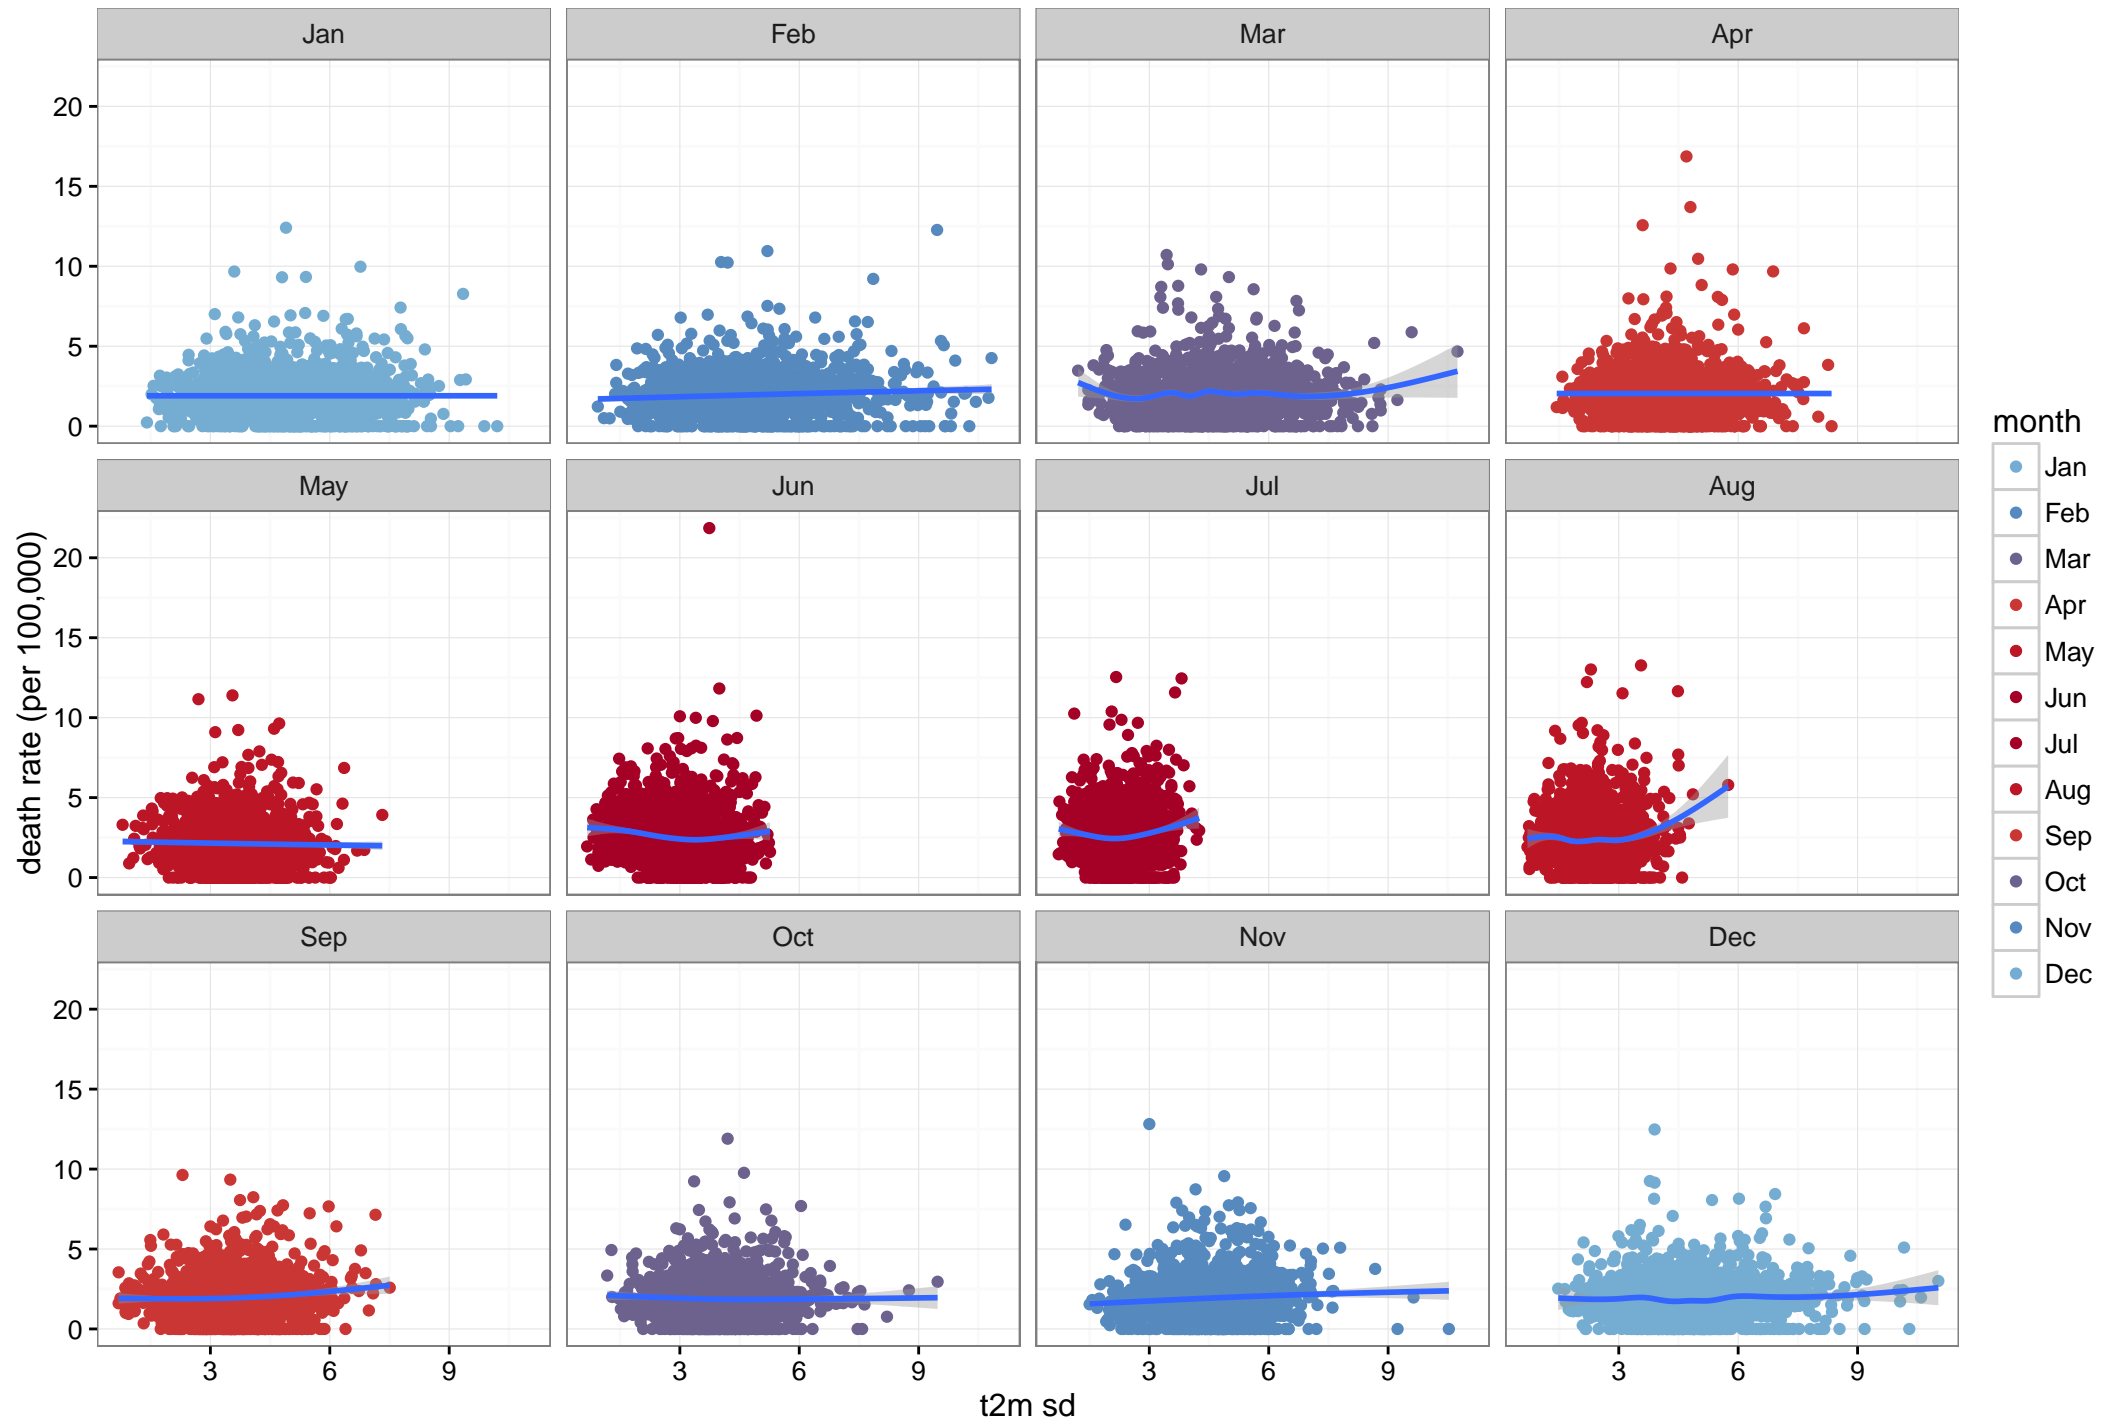 Jan Feb Mar Apr
20
15
10
5
0
May Jun Jul Aug
20
15
10
5
0
Sep Oct Nov Dec
20
15
10
5
0
3 6 9 3 6 9 3 6 9 3 6 9
t2m sd
death rate (per 100,000)
month
Jan
Feb
Mar
Apr
May
Jun
Jul
Aug
Sep
Oct
Nov
Dec